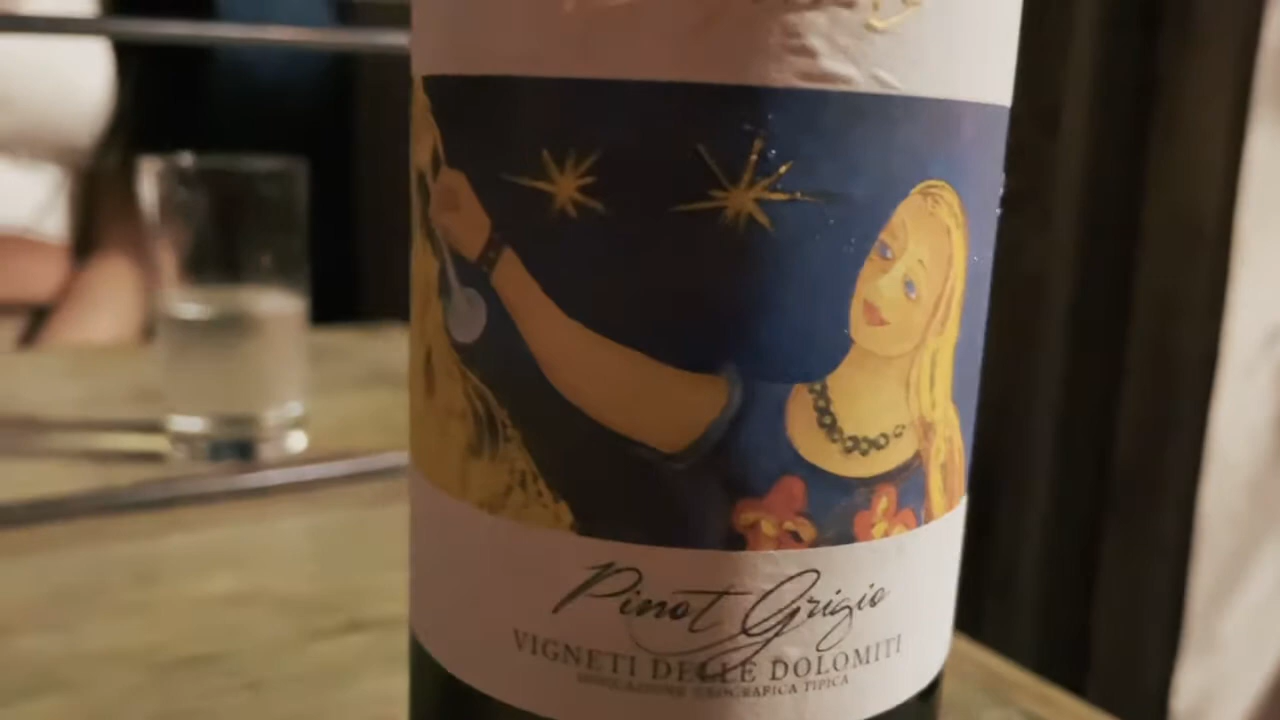 Pinot Grigio
VIGNETI DELLE DOLOMITI
INDICAZIONE GEOGRAFICA TIPICA